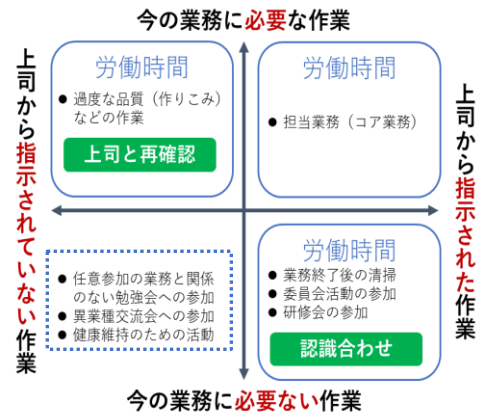 今の業務に必要な作業
上司から指示されていない作業
労働時間
● 過度な品質（作りこみ）
などの作業
上司と再確認
労働時間
● 担当業務（コア業務）
上司から指示された作業
● 任意参加の業務と関係
のない勉強会への参加
● 異業種交流会への参加
● 健康維持のための活動
労働時間
● 業務終了後の清掃
● 委員会活動の参加
● 研修会の参加
認識合わせ
今の業務に必要ない作業